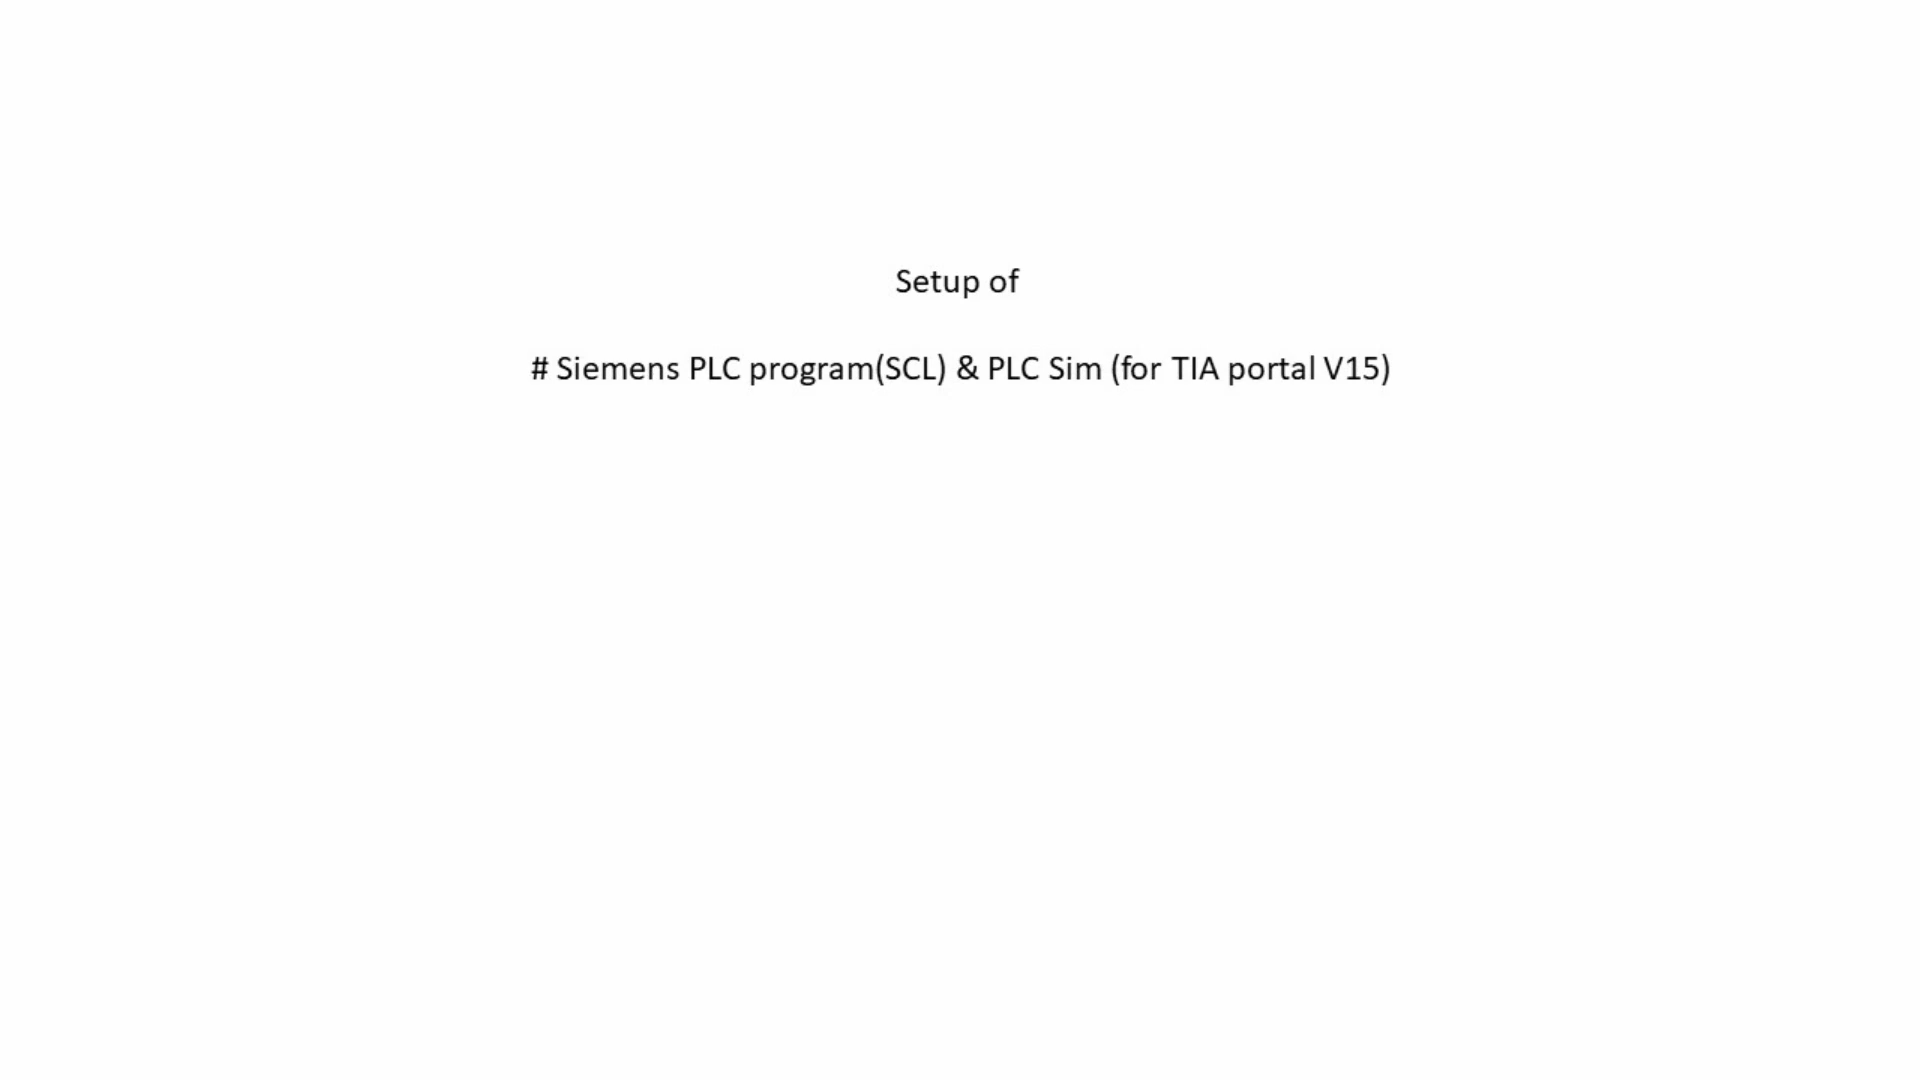 Setup of
# Siemens PLC program(SCL) & PLC Sim (for TIA portal V15)